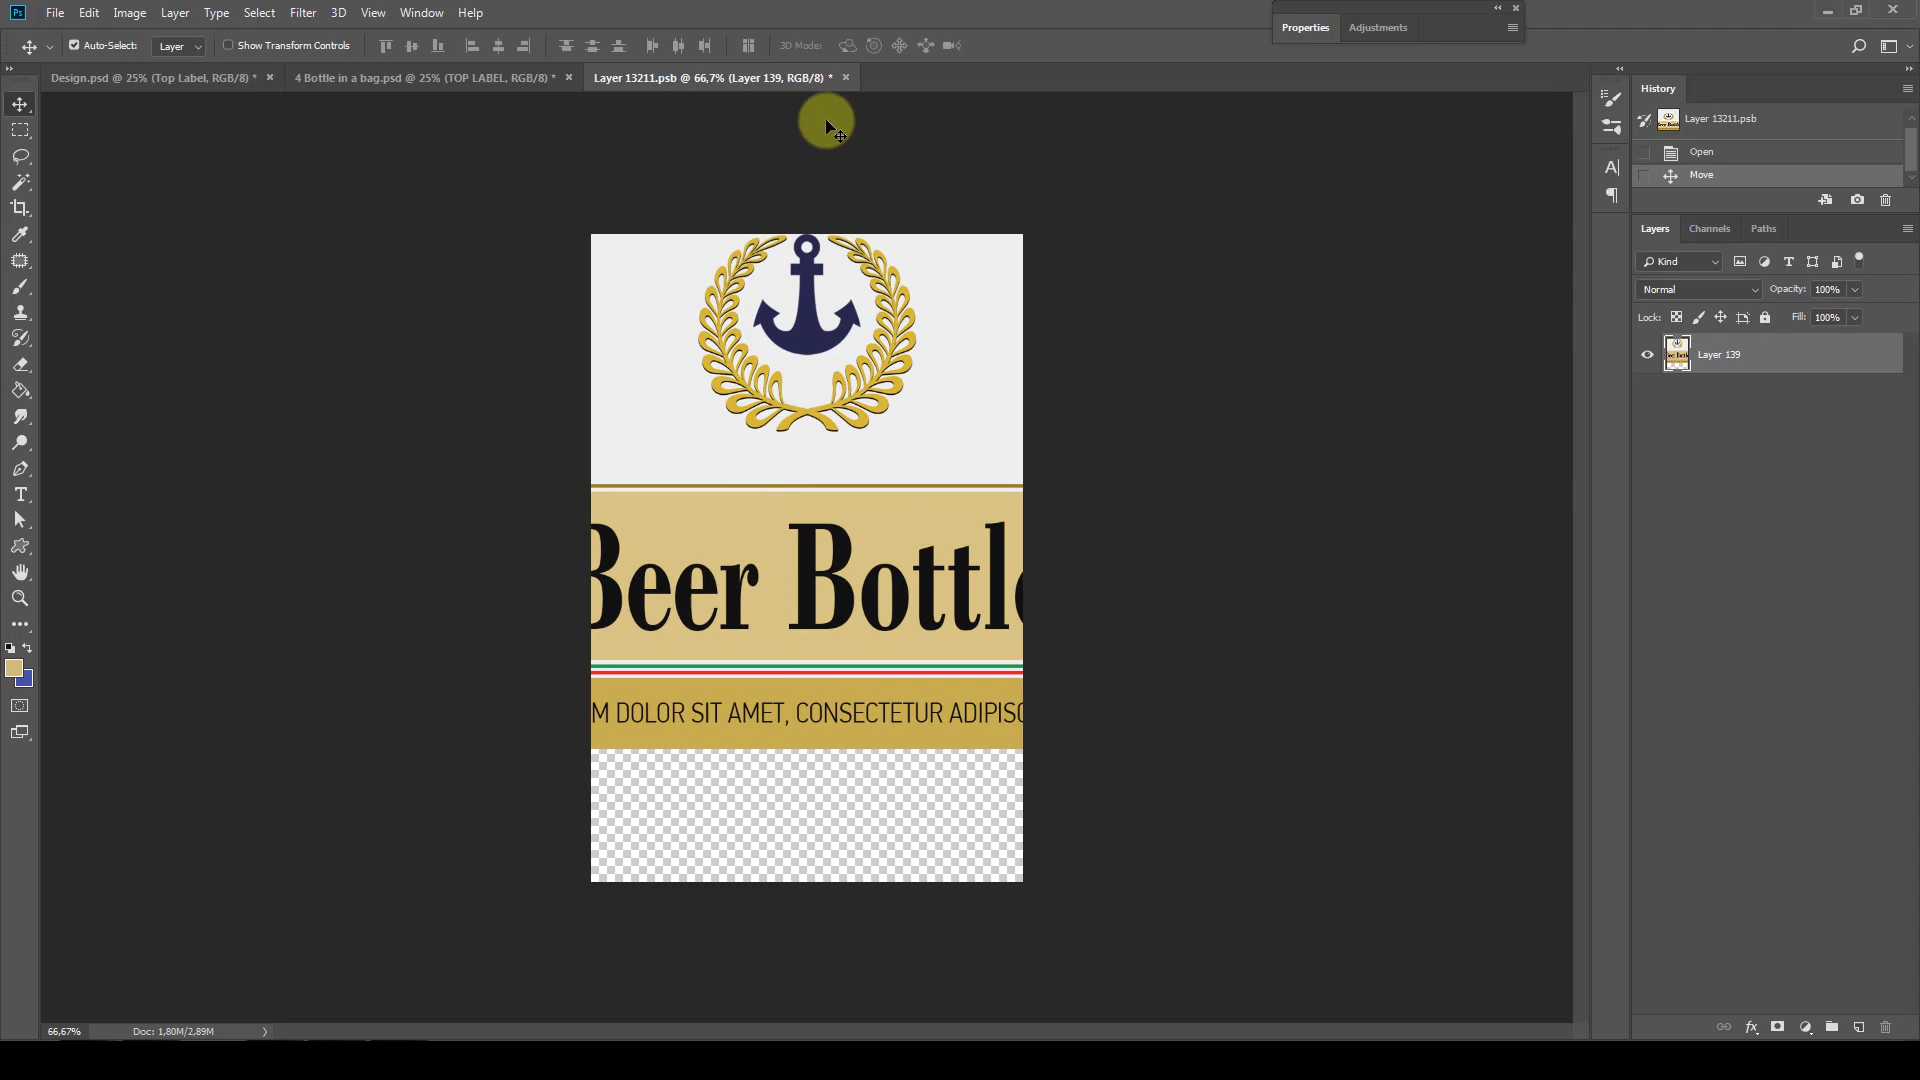 Ps File Edit Image Layer Type Select Filter 3D View Window Help
Properties Adjustments
Auto-Select: Layer Show Transform Controls 3D Mode:
Design.psd @ 25% (Top Label, RGB/8) * 4 Bottle in a bag.psd @ 25% (TOP LABEL, RGB/8) * Layer 13211.psb @ 66,7% (Layer 139, RGB/8) *
History
Layer 13211.psb
Open
Move
Layers Channels Paths
Kind
Normal Opacity: 100%
Lock: Fill: 100%
Layer 139
Beer Bottle
M DOLOR SIT AMET, CONSECTETUR ADIPISC
66,67% Doc: 1,80M/2,89M